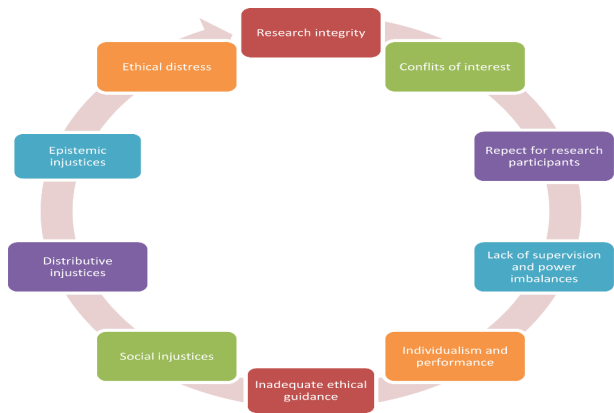 Research integrity
Conflits of interest
Repect for research
participants
Lack of supervision
and power
imbalances
Individualism and
performance
Inadequate ethical
guidance
Social injustices
Distributive
injustices
Epistemic
injustices
Ethical distress